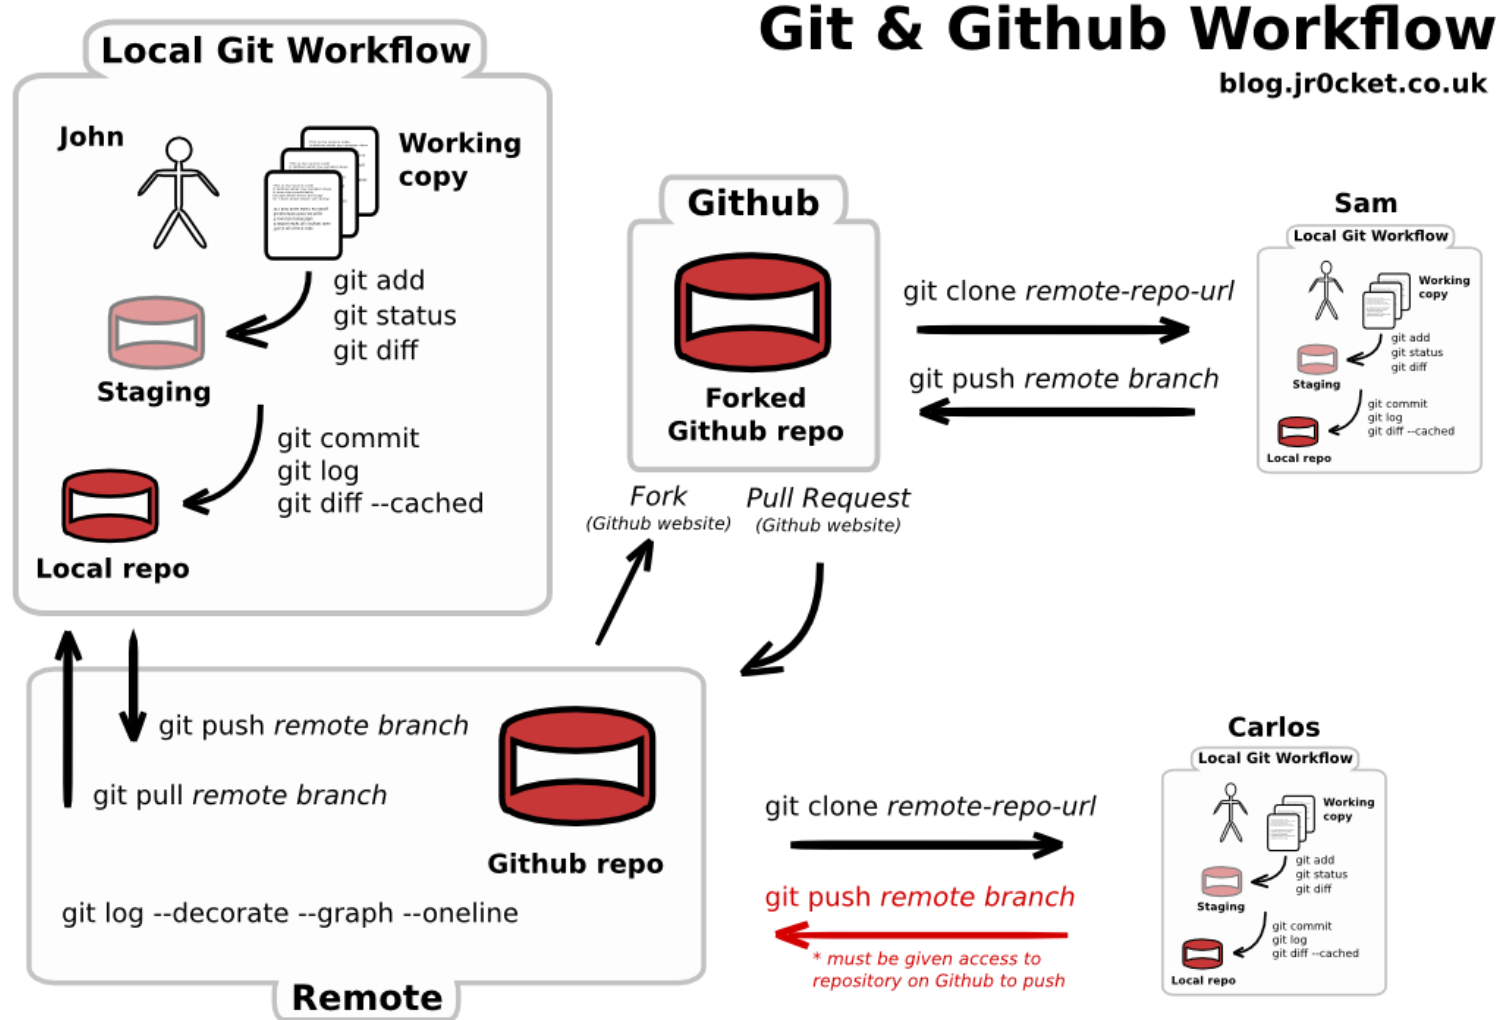 Git & Github Workflow
blog.jr0cket.co.uk
Local Git Workflow
John
Working
copy
git add
git status
git diff
Staging
git commit
git log
git diff --cached
Local repo
Github
Forked
Github repo
git clone remote-repo-url
git push remote branch
Sam
Local Git Workflow
Working
copy
git add
git status
git diff
Staging
git commit
git log
git diff --cached
Local repo
Fork
(Github website)
Pull Request
(Github website)
git push remote branch
git pull remote branch
Github repo
git log --decorate --graph --oneline
Remote
git clone remote-repo-url
git push remote branch
* must be given access to
repository on Github to push
Carlos
Local Git Workflow
Working
copy
git add
git status
git diff
Staging
git commit
git log
git diff --cached
Local repo